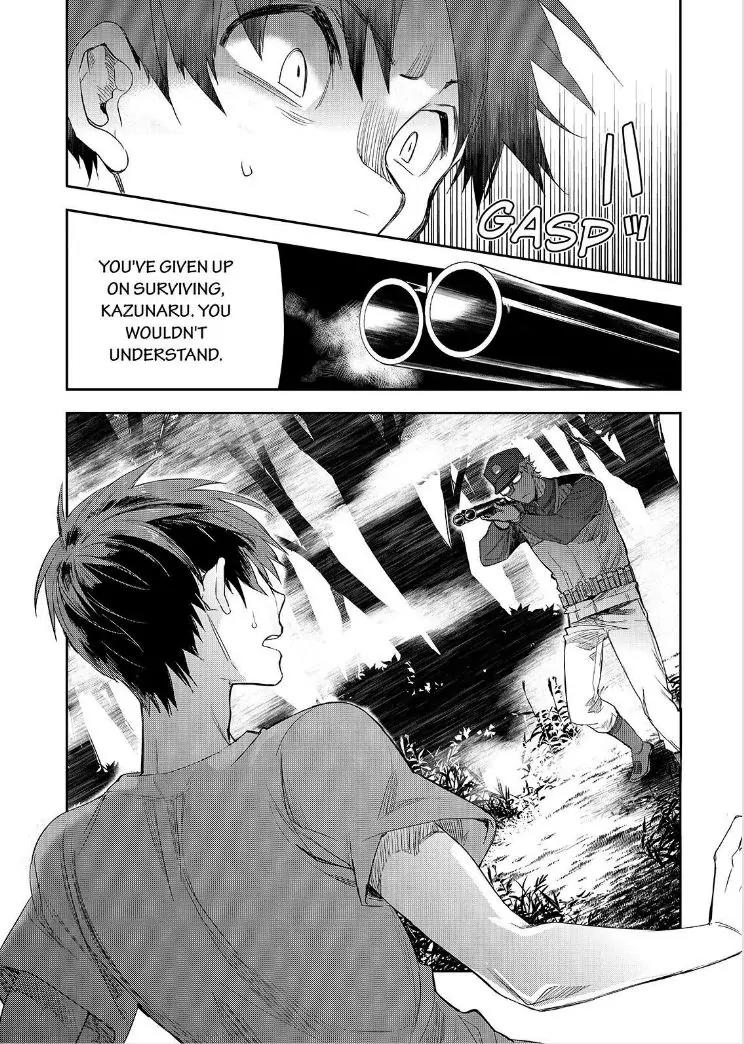 GASP
YOU'VE GIVEN UP
ON SURVIVING,
KAZUNARU. YOU
WOULDN'T
UNDERSTAND.